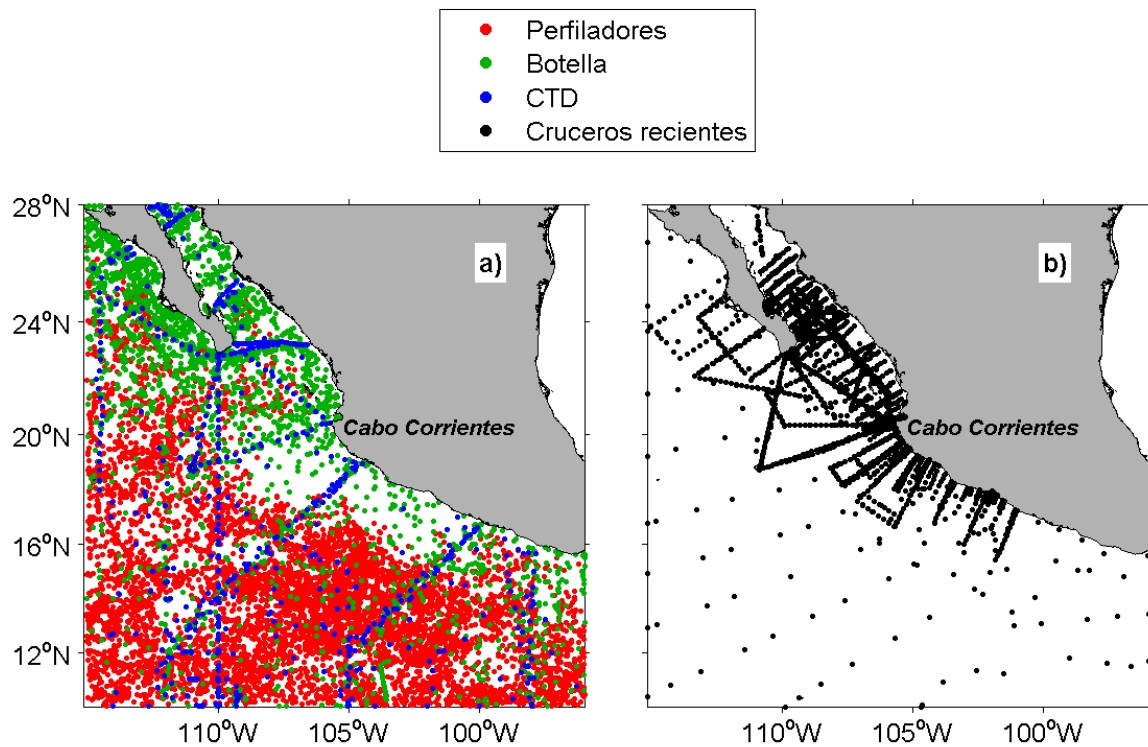 Perfiladores
Botella
CTD
Cruceros recientes
28°N
24°N
20°N
16°N
12°N
a)
Cabo Corrientes
110°W
105°W
100°W
b)
Cabo Corrientes
110°W
105°W
100°W